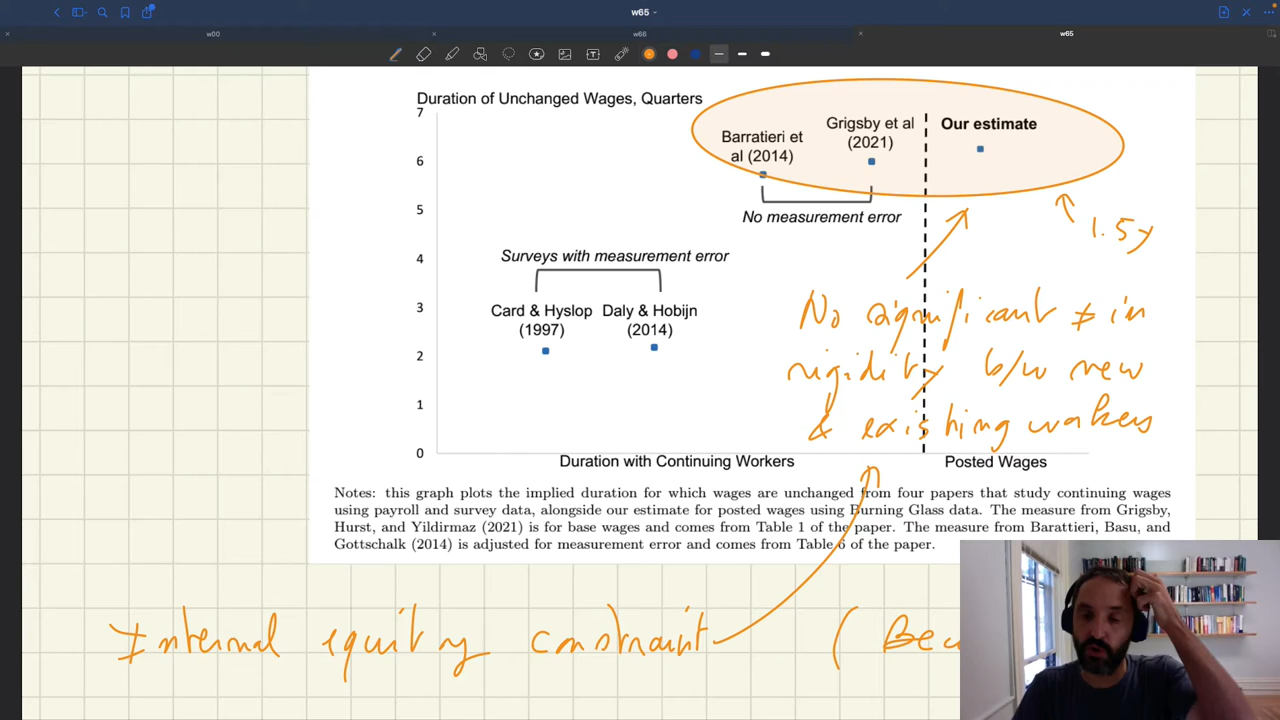 w65
w00
w66
w65
Duration of Unchanged Wages, Quarters
7
6
5
4
3
2
1
0
Barratieri et
al (2014)
Grigsby et al
(2021)
Our estimate
No measurement error
1.5y
Surveys with measurement error
Card & Hyslop
(1997)
Daly & Hobijn
(2014)
No significant ≠ in
rigidity b/w new
& existing workers
Duration with Continuing Workers
Posted Wages
Notes: this graph plots the implied duration for which wages are unchanged from four papers that study continuing wages
using payroll and survey data, alongside our estimate for posted wages using Burning Glass data. The measure from Grigsby,
Hurst, and Yildirmaz (2021) is for base wages and comes from Table 1 of the paper. The measure from Barattieri, Basu, and
Gottschalk (2014) is adjusted for measurement error and comes from Table 6 of the paper.
Internal equity constraint (